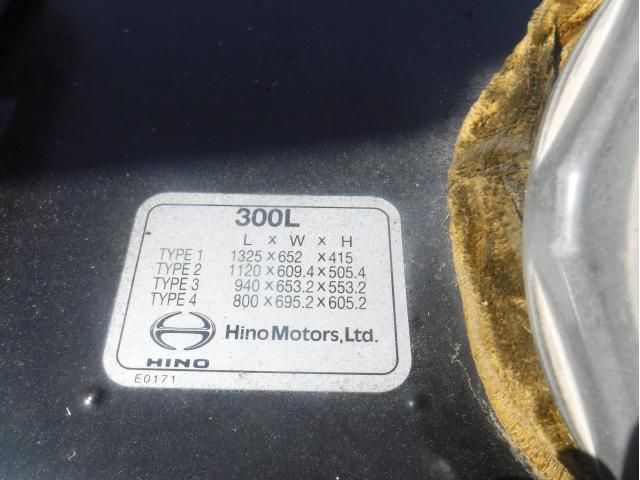 300L
L × W × H
TYPE 1 1325 × 652 × 415
TYPE 2 1120 × 609.4 × 505.4
TYPE 3 940 × 653.2 × 553.2
TYPE 4 800 × 695.2 × 605.2
HINO Hino Motors, Ltd.
E0171